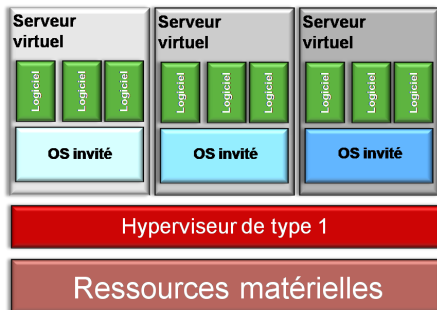 Serveur
virtuel
Serveur
virtuel
Serveur
virtuel
Logiciel
Logiciel
Logiciel
Logiciel
Logiciel
Logiciel
Logiciel
Logiciel
Logiciel
OS invité
OS invité
OS invité
Hyperviseur de type 1
Ressources matérielles